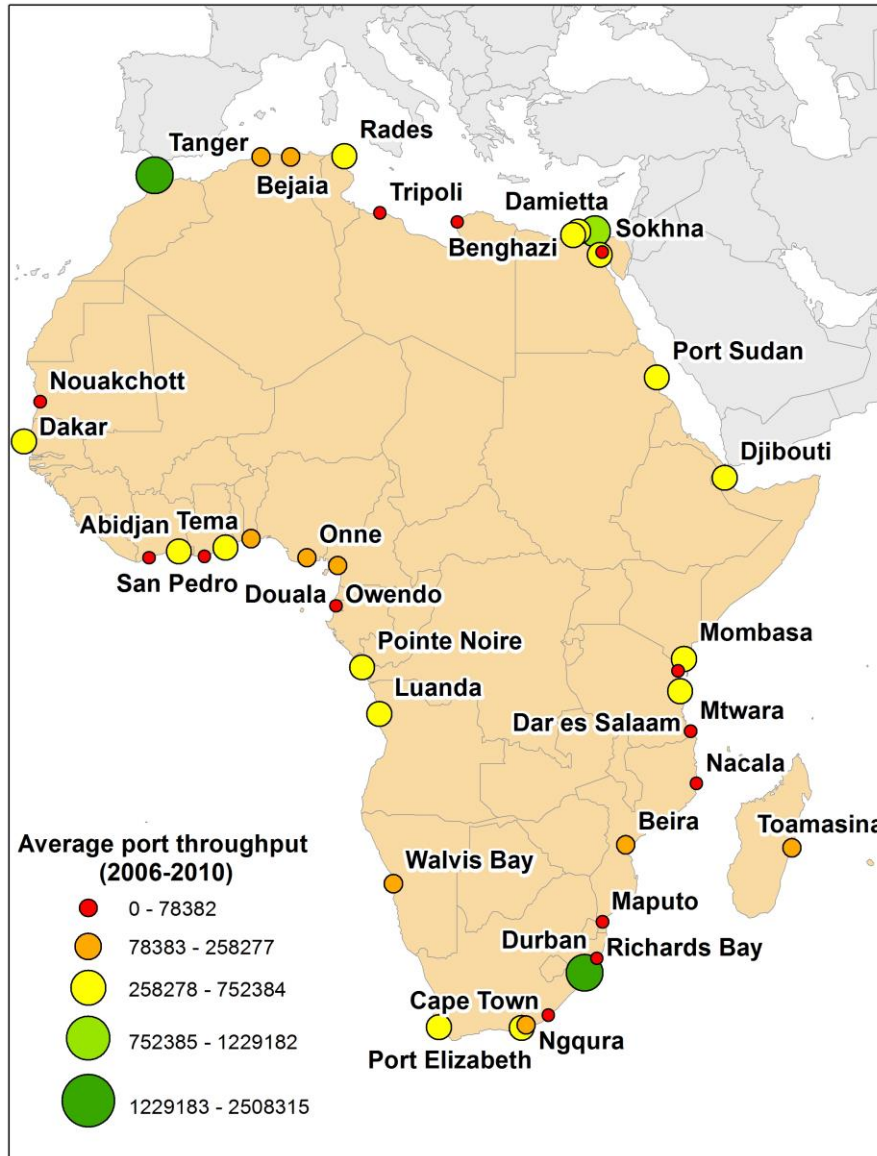 Tanger
Rades
Bejaia
Tripoli
Damietta
Sokhna
Benghazi
Port Sudan
Nouakchott
Dakar
Djibouti
Abidjan
Tema
Onne
San Pedro
Douala
Owendo
Mombasa
Pointe Noire
Luanda
Mtwara
Dar es Salaam
Nacala
Beira
Toamasina
Walvis Bay
Maputo
Durban
Richards Bay
Cape Town
Ngqura
Port Elizabeth
Average port throughput
(2006-2010)
0 - 78382
78383 - 258277
258278 - 752384
752385 - 1229182
1229183 - 2508315